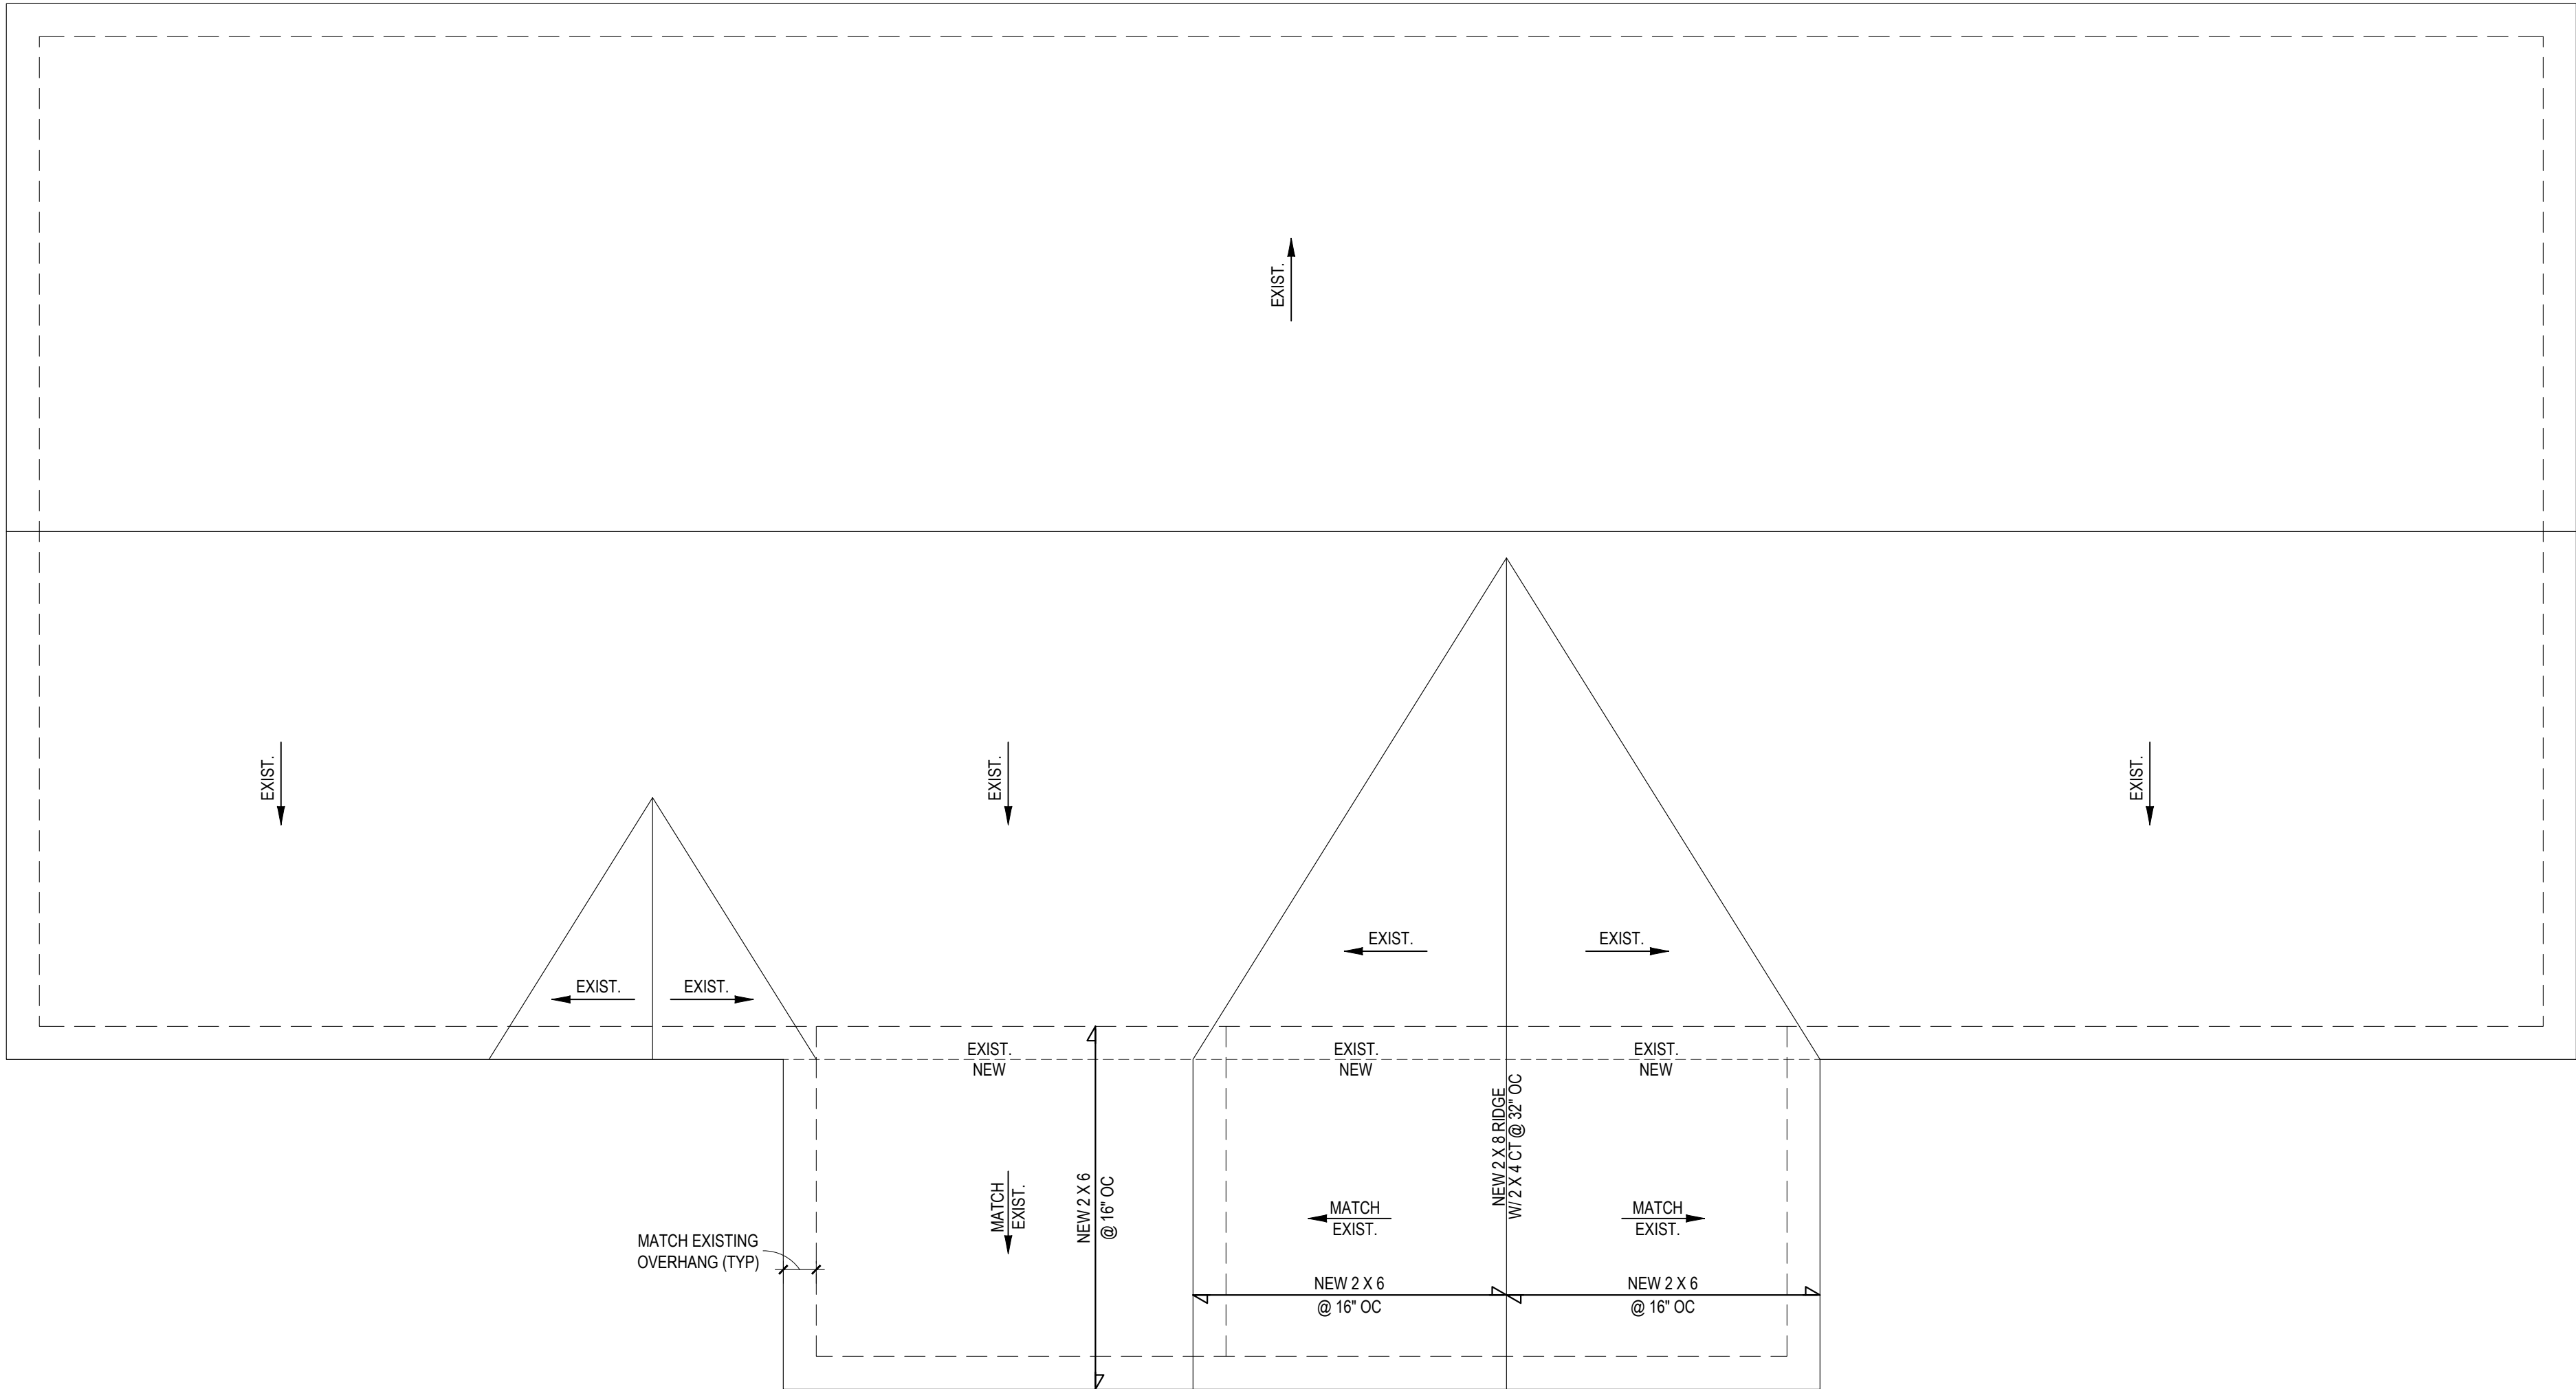 EXIST.
EXIST.
EXIST.
EXIST.
EXIST.
EXIST.
EXIST.
EXIST.
EXIST.
NEW
EXIST.
NEW
EXIST.
NEW
NEW 2 X 8 RIDGE
W/ 2 X 4 CT @ 32" OC
MATCH
EXIST.
NEW 2 X 6
@ 16" OC
MATCH
EXIST.
MATCH
EXIST.
MATCH EXISTING
OVERHANG (TYP)
NEW 2 X 6
@ 16" OC
NEW 2 X 6
@ 16" OC